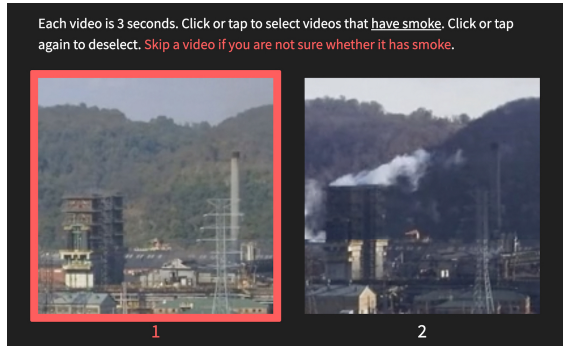 Each video is 3 seconds. Click or tap to select videos that have smoke. Click or tap
again to deselect. Skip a video if you are not sure whether it has smoke.
1
2